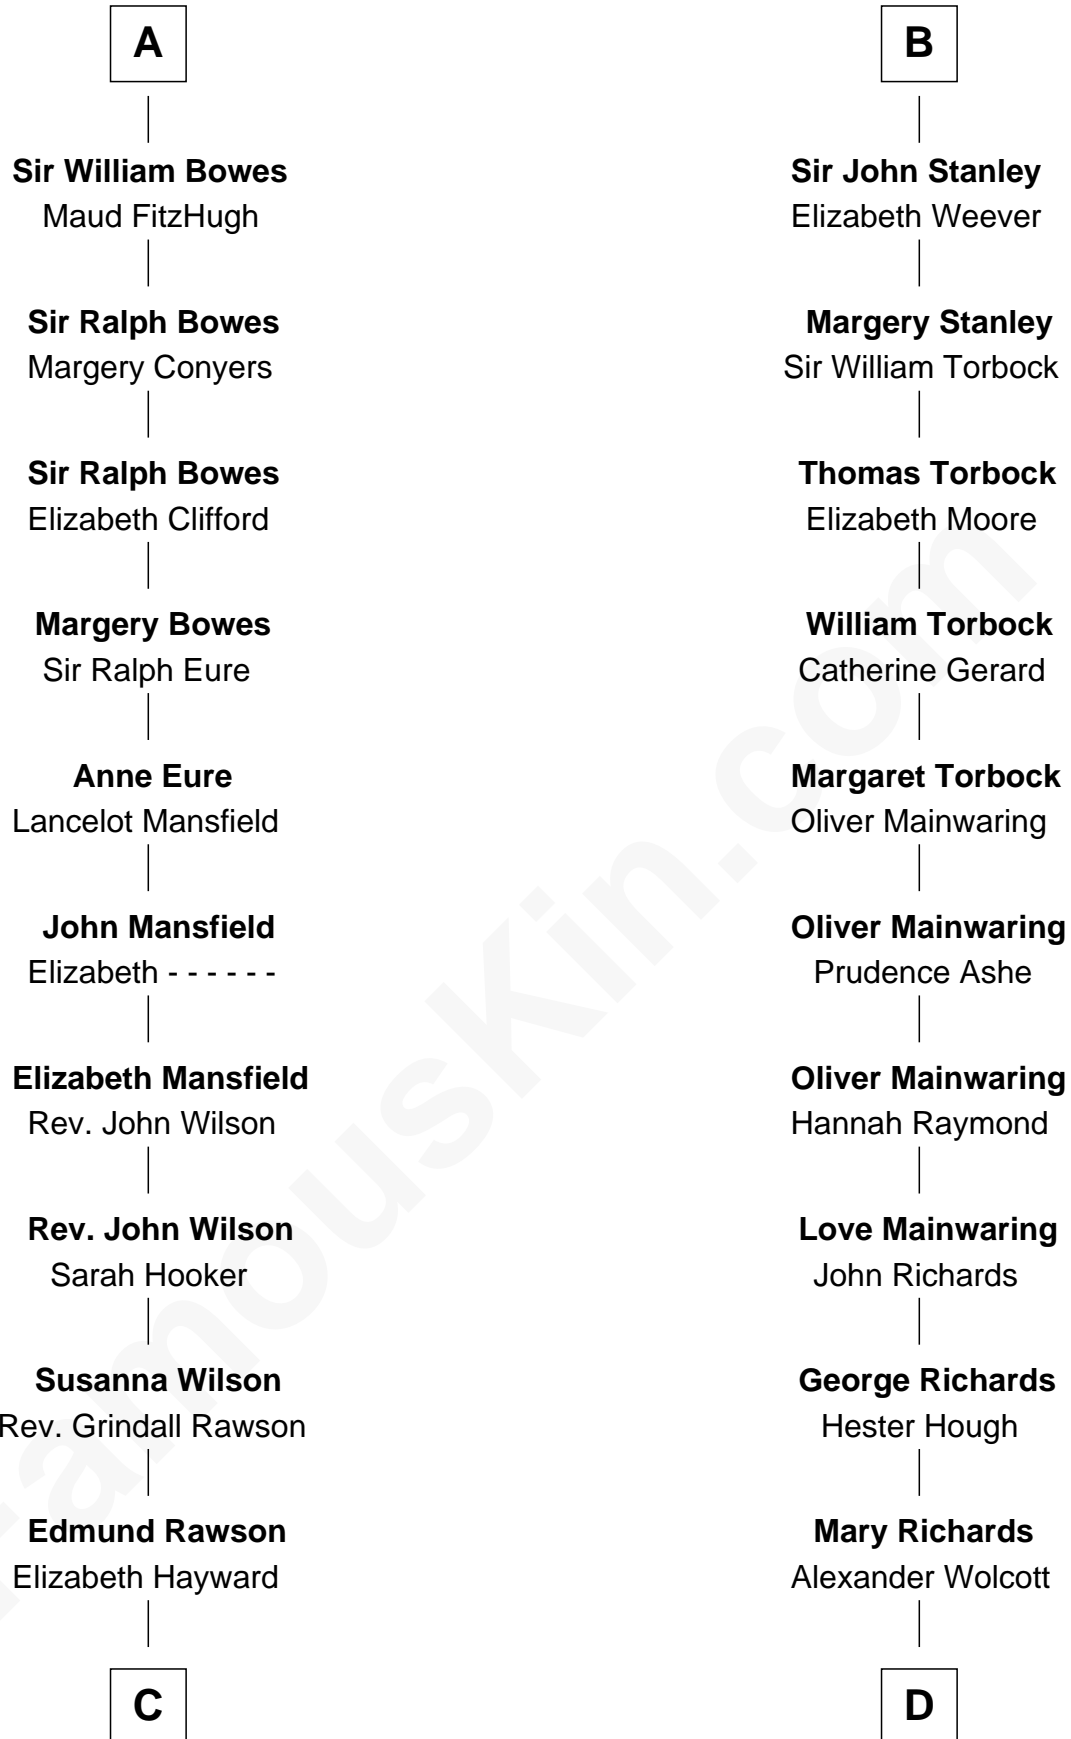 A
Sir William Bowes
Maud FitzHugh
Sir Ralph Bowes
Margery Conyers
Sir Ralph Bowes
Elizabeth Clifford
Margery Bowes
Sir Ralph Eure
Anne Eure
Lancelot Mansfield
John Mansfield
Elizabeth - - - - - -
Elizabeth Mansfield
Rev. John Wilson
Rev. John Wilson
Sarah Hooker
Susanna Wilson
Rev. Grindall Rawson
Edmund Rawson
Elizabeth Hayward
C
B
Sir John Stanley
Elizabeth Weever
Margery Stanley
Sir William Torbock
Thomas Torbock
Elizabeth Moore
William Torbock
Catherine Gerard
Margaret Torbock
Oliver Mainwaring
Oliver Mainwaring
Prudence Ashe
Oliver Mainwaring
Hannah Raymond
Love Mainwaring
John Richards
George Richards
Hester Hough
Mary Richards
Alexander Wolcott
D
FamousKin.com